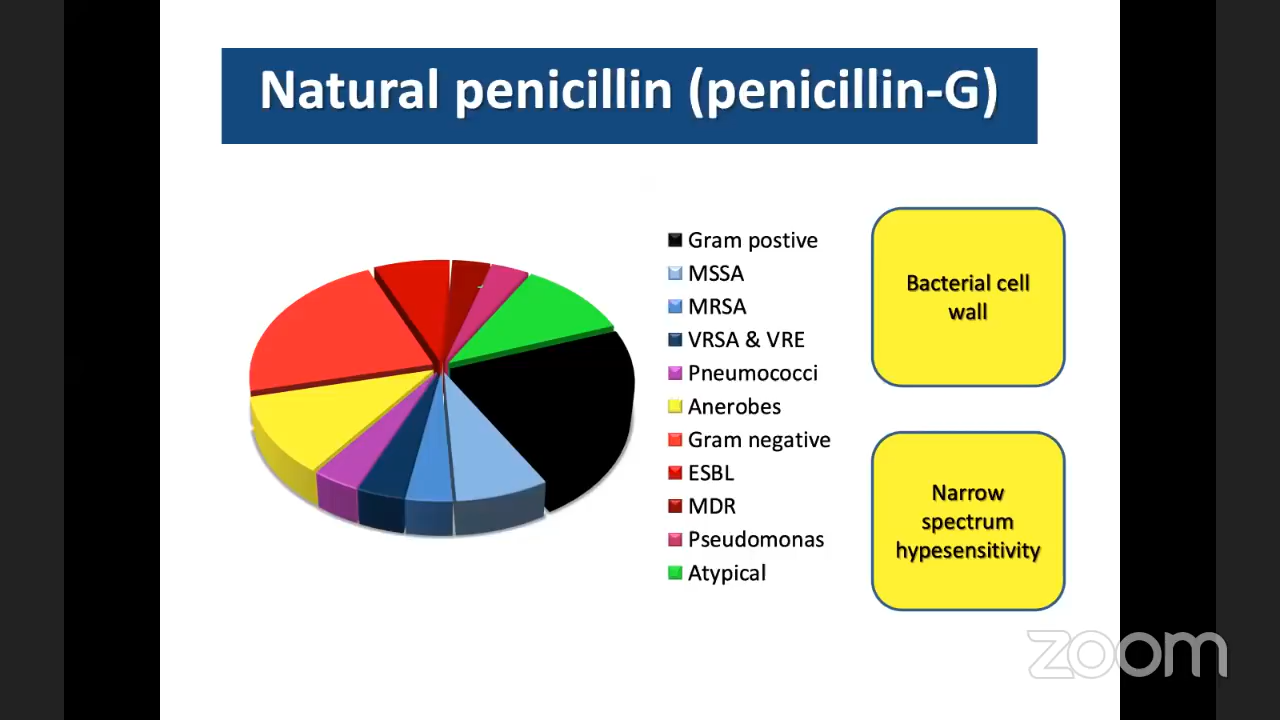 Natural penicillin (penicillin-G)
Gram postive
MSSA
MRSA
VRSA & VRE
Pneumococci
Anerobes
Gram negative
ESBL
MDR
Pseudomonas
Atypical
Bacterial cell
wall
Narrow
spectrum
hypesensitivity
zoom